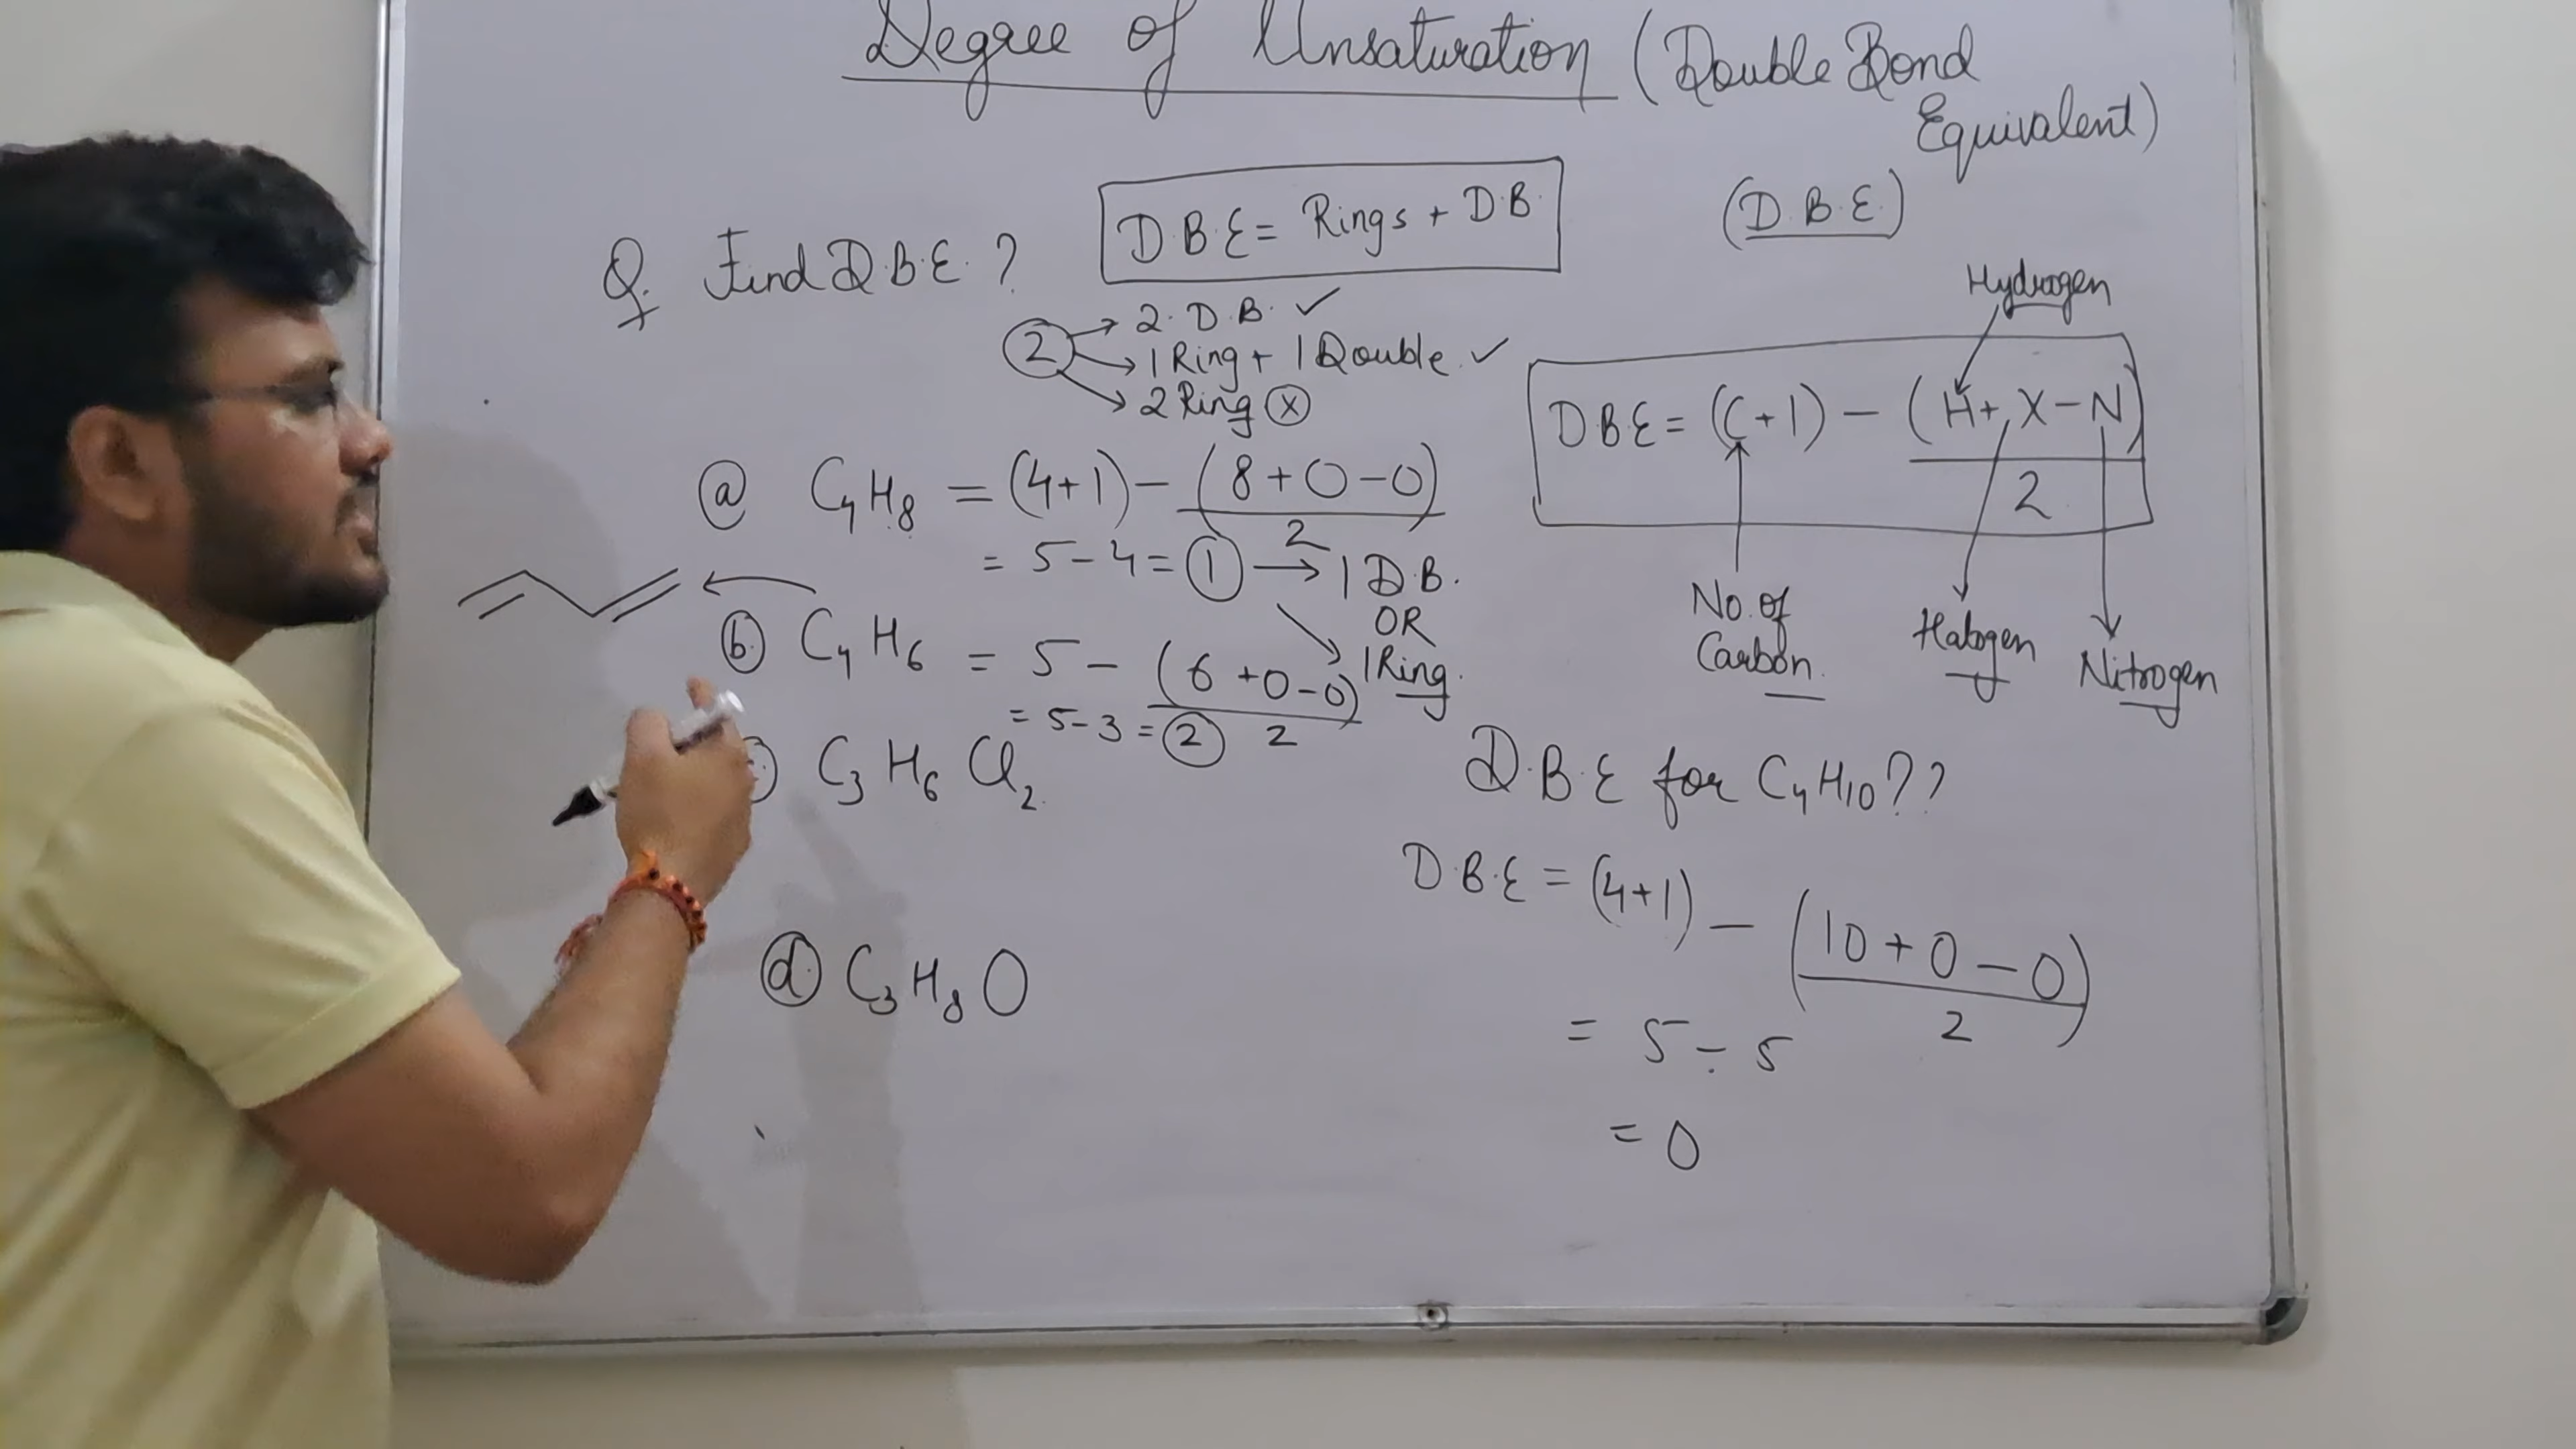 Degree of Unsaturation (Double Bond
Equivalent)
(D.B.E.)
Q. Find D.B.E. ?
D.B.E = Rings + D.B.
2 → 2 D.B. ✓
→ 1 Ring + 1 Double ✓
→ 2 Ring ⓧ
Hydrogen
D.B.E = (C+1) - (H+X-N)/2
No. of
Carbon
Halogen
Nitrogen
ⓐ C₄H₈ = (4+1) - (8+0-0)/2
= 5-4 = ① → 1 D.B.
OR
1 Ring.
ⓑ C₄H₆ = 5 - (6+0-0)/2
= 5-3 = ②
C₃H₆Cl₂
ⓓ C₃H₈O
D.B.E for C₄H₁₀??
D.B.E = (4+1) - (10+0-0)/2
= 5-5
= 0